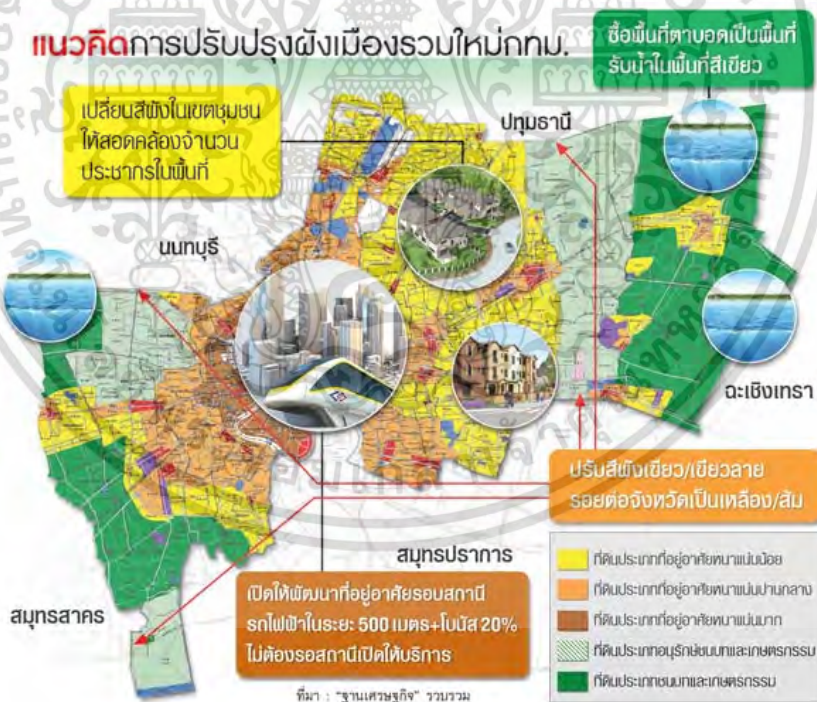 แนวคิดการปรับปรุงผังเมืองรวมใหม่กทม.
ซื้อพื้นที่ตาบอดเป็นพื้นที่
รับน้ำในพื้นที่สีเขียว
เปลี่ยนสีผังในเขตชุมชน
ให้สอดคล้องจำนวน
ประชากรในพื้นที่
ปทุมธานี
นนทบุรี
ฉะเชิงเทรา
ปรับสีผังเขียว/เขียวลาย
รอยต่อจังหวัดเป็นเหลือง/ส้ม
สมุทรปราการ
สมุทรสาคร
เปิดให้พัฒนาที่อยู่อาศัยรอบสถานี
รถไฟฟ้าในระยะ 500 เมตร+โบนัส 20%
ไม่ต้องรอสถานีเปิดให้บริการ
ที่ดินประเภทที่อยู่อาศัยหนาแน่นน้อย
ที่ดินประเภทที่อยู่อาศัยหนาแน่นปานกลาง
ที่ดินประเภทที่อยู่อาศัยหนาแน่นมาก
ที่ดินประเภทอนุรักษ์ชนบทและเกษตรกรรม
ที่ดินประเภทชนบทและเกษตรกรรม
ที่มา : "ฐานเศรษฐกิจ" รวบรวม